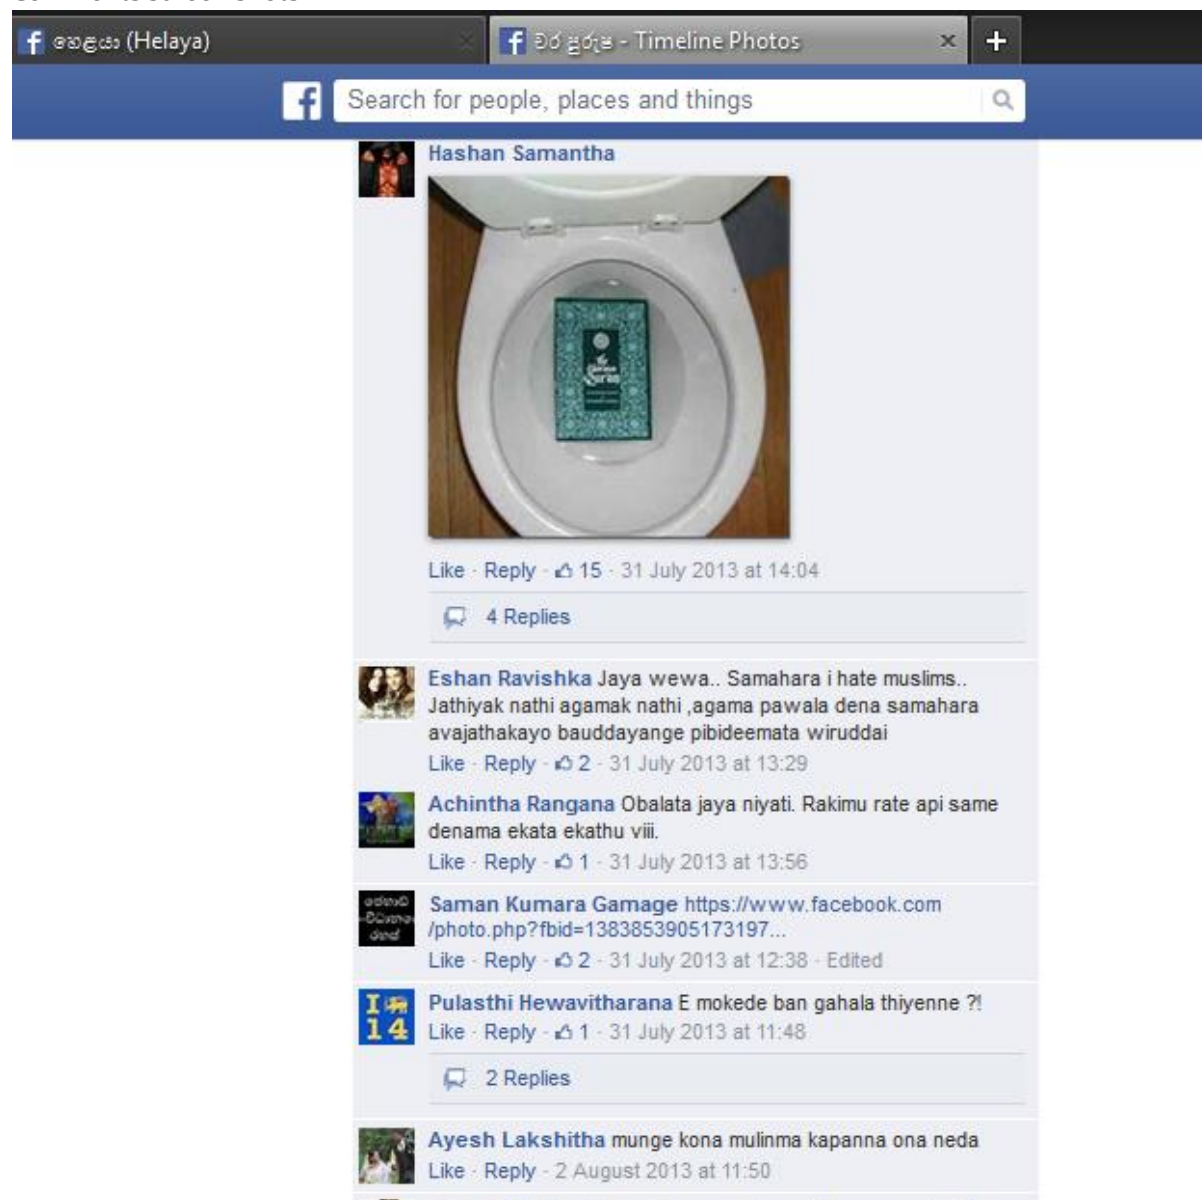 හෙළයා (Helaya)
වර පුරුෂ - Timeline Photos
Search for people, places and things
Hashan Samantha
Quran
Like · Reply · 15 · 31 July 2013 at 14:04
4 Replies
Eshan Ravishka Jaya wewa.. Samahara i hate muslims..
Jathiyak nathi agamak nathi ,agama pawala dena samahara
avajathakayo bauddayange pibideemata wiruddai
Like · Reply · 2 · 31 July 2013 at 13:29
Achintha Rangana Obalata jaya niyati. Rakimu rate api same
denama ekata ekathu viii.
Like · Reply · 1 · 31 July 2013 at 13:56
Saman Kumara Gamage https://www.facebook.com
/photo.php?fbid=1383853905173197...
Like · Reply · 2 · 31 July 2013 at 12:38 · Edited
I
14
Pulasthi Hewavitharana E mokede ban gahala thiyenne ?!
Like · Reply · 1 · 31 July 2013 at 11:48
2 Replies
Ayesh Lakshitha munge kona mulinma kapanna ona neda
Like · Reply · 2 August 2013 at 11:50